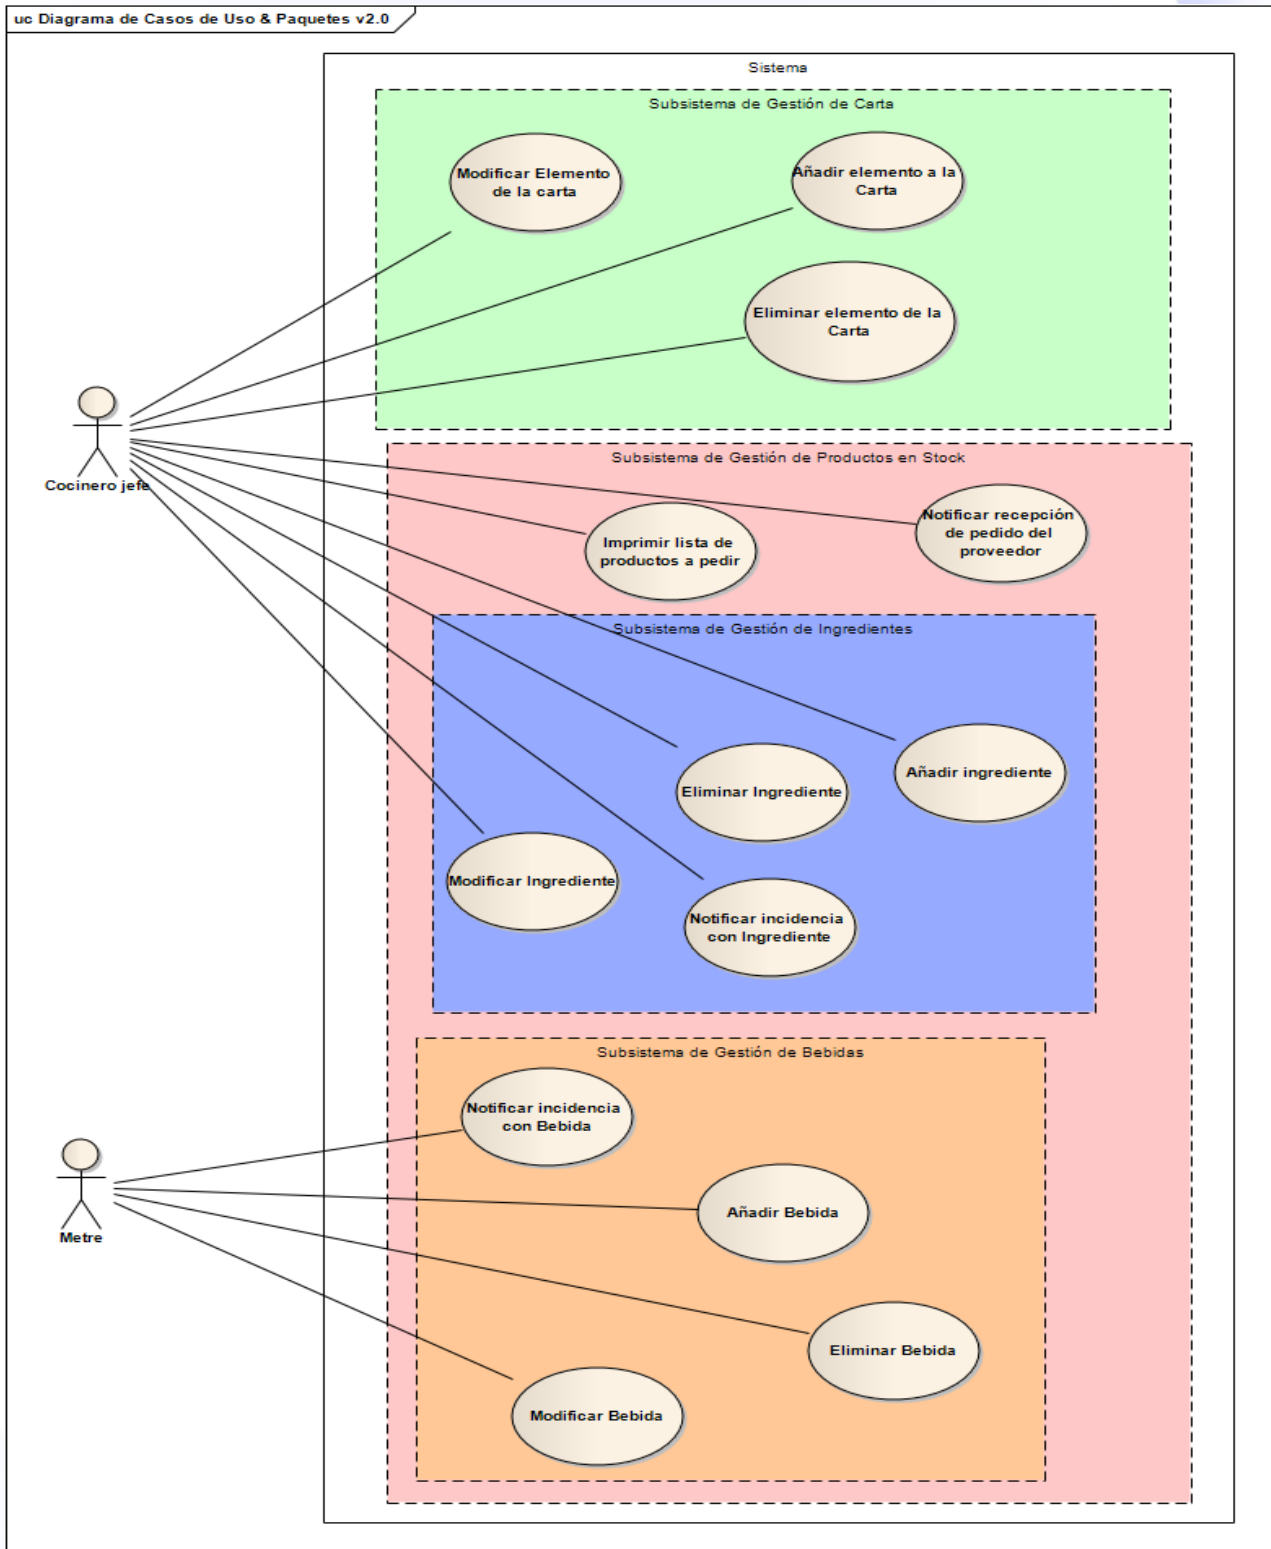 uc Diagrama de Casos de Uso & Paquetes v2.0
Sistema
Subsistema de Gestión de Carta
Modificar Elemento
de la carta
Añadir elemento a la
Carta
Eliminar elemento de la
Carta
Cocinero jefe
Subsistema de Gestión de Productos en Stock
Imprimir lista de
productos a pedir
Notificar recepción
de pedido del
proveedor
Subsistema de Gestión de Ingredientes
Eliminar Ingrediente
Añadir ingrediente
Modificar Ingrediente
Notificar incidencia
con Ingrediente
Subsistema de Gestión de Bebidas
Notificar incidencia
con Bebida
Metre
Añadir Bebida
Eliminar Bebida
Modificar Bebida